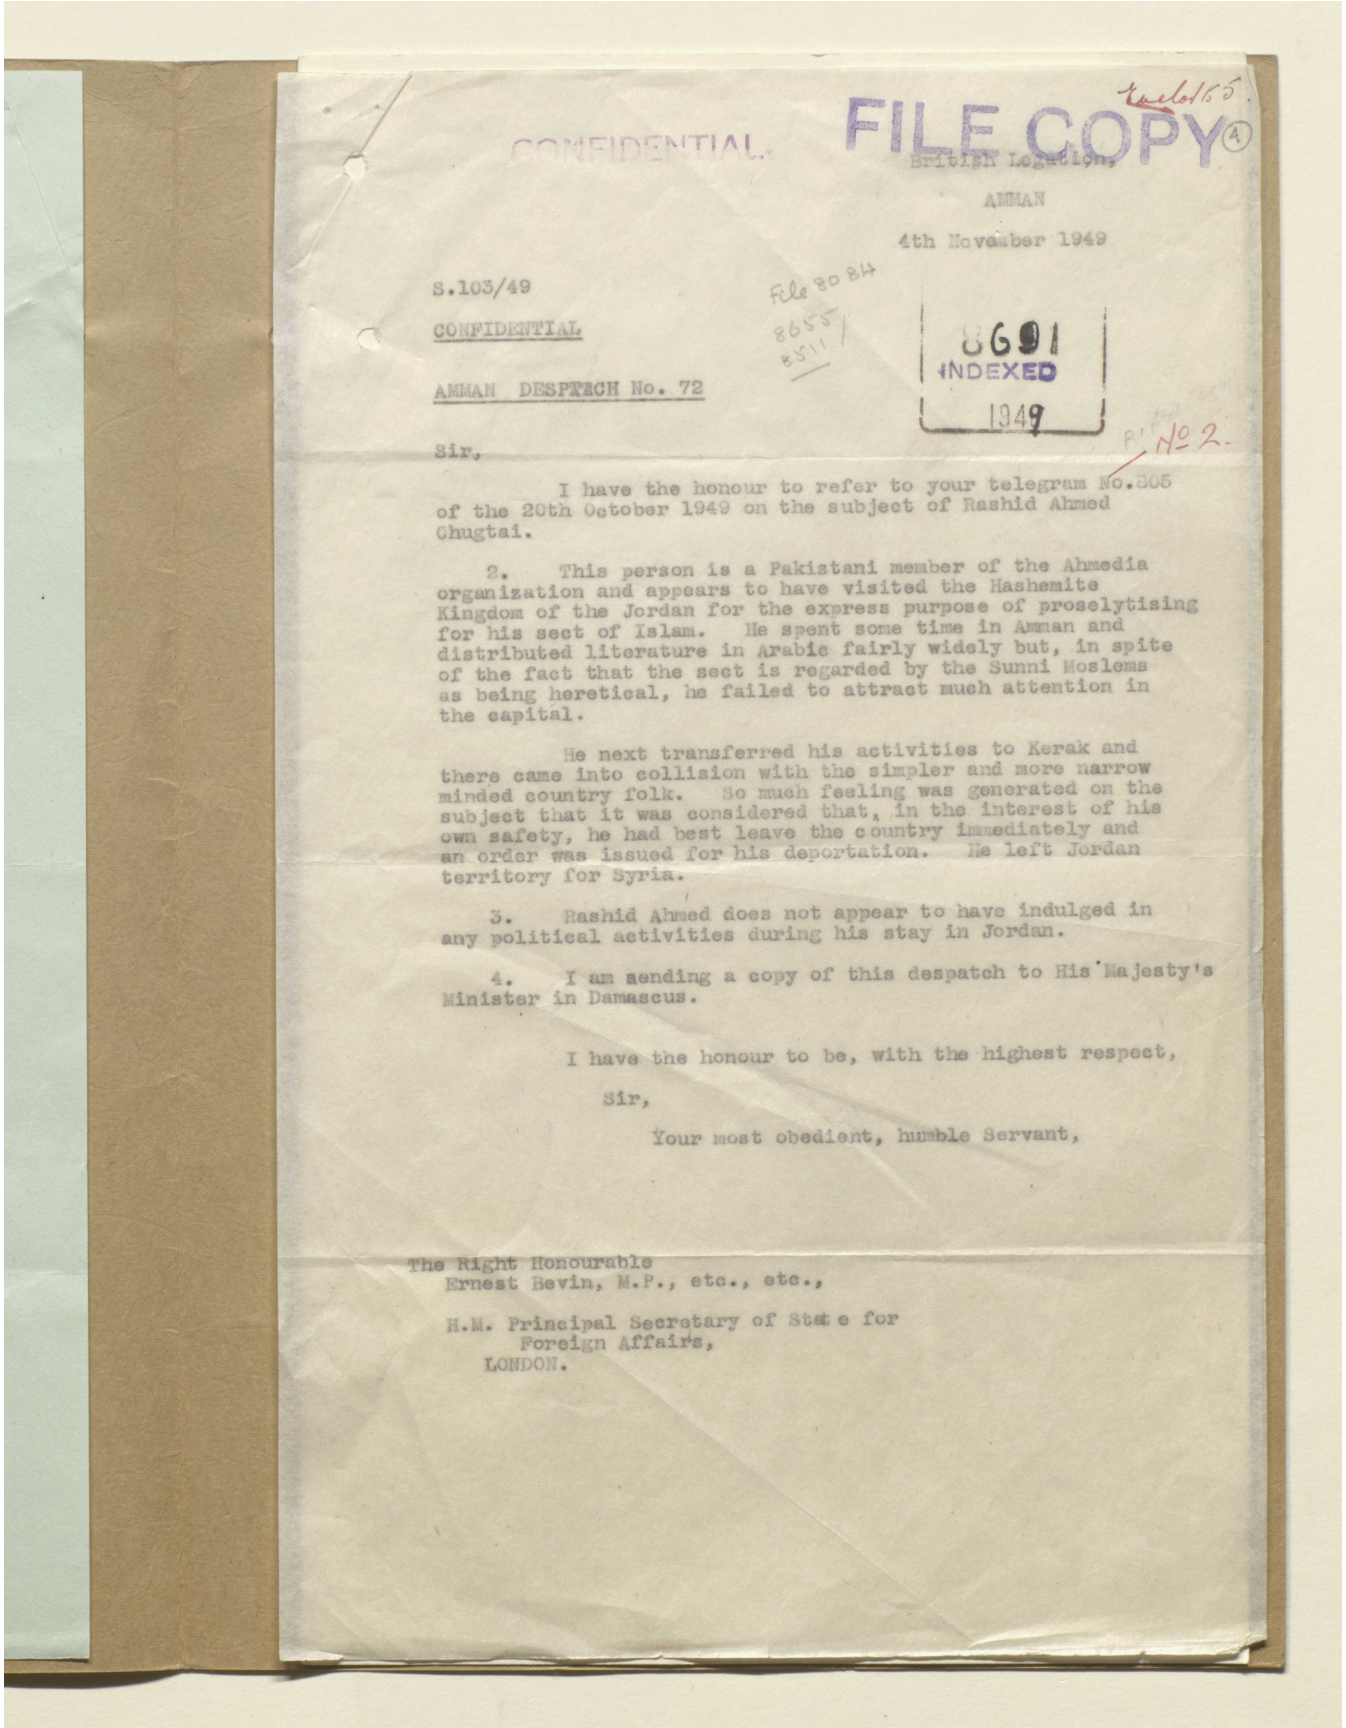 Enclo to 5.
FILE COPY
4
CONFIDENTIAL.
British Legation,
AMMAN
4th November 1949
S.103/49
File 8084
CONFIDENTIAL
8655/
8511
8691
INDEXED
1949
AMMAN DESPTACH No. 72
No 2.
Sir,
I have the honour to refer to your telegram No.805
of the 20th October 1949 on the subject of Rashid Ahmed
Chugtai.
2. This person is a Pakistani member of the Ahmedia
organization and appears to have visited the Hashemite
Kingdom of the Jordan for the express purpose of proselytising
for his sect of Islam. He spent some time in Amman and
distributed literature in Arabic fairly widely but, in spite
of the fact that the sect is regarded by the Sunni Moslems
as being heretical, he failed to attract much attention in
the capital.
He next transferred his activities to Kerak and
there came into collision with the simpler and more narrow
minded country folk. So much feeling was generated on the
subject that it was considered that, in the interest of his
own safety, he had best leave the country immediately and
an order was issued for his deportation. He left Jordan
territory for Syria.
3. Rashid Ahmed does not appear to have indulged in
any political activities during his stay in Jordan.
4. I am sending a copy of this despatch to His Majesty's
Minister in Damascus.
I have the honour to be, with the highest respect,
Sir,
Your most obedient, humble Servant,
The Right Honourable
Ernest Bevin, M.P., etc., etc.,
H.M. Principal Secretary of State for
Foreign Affairs,
LONDON.